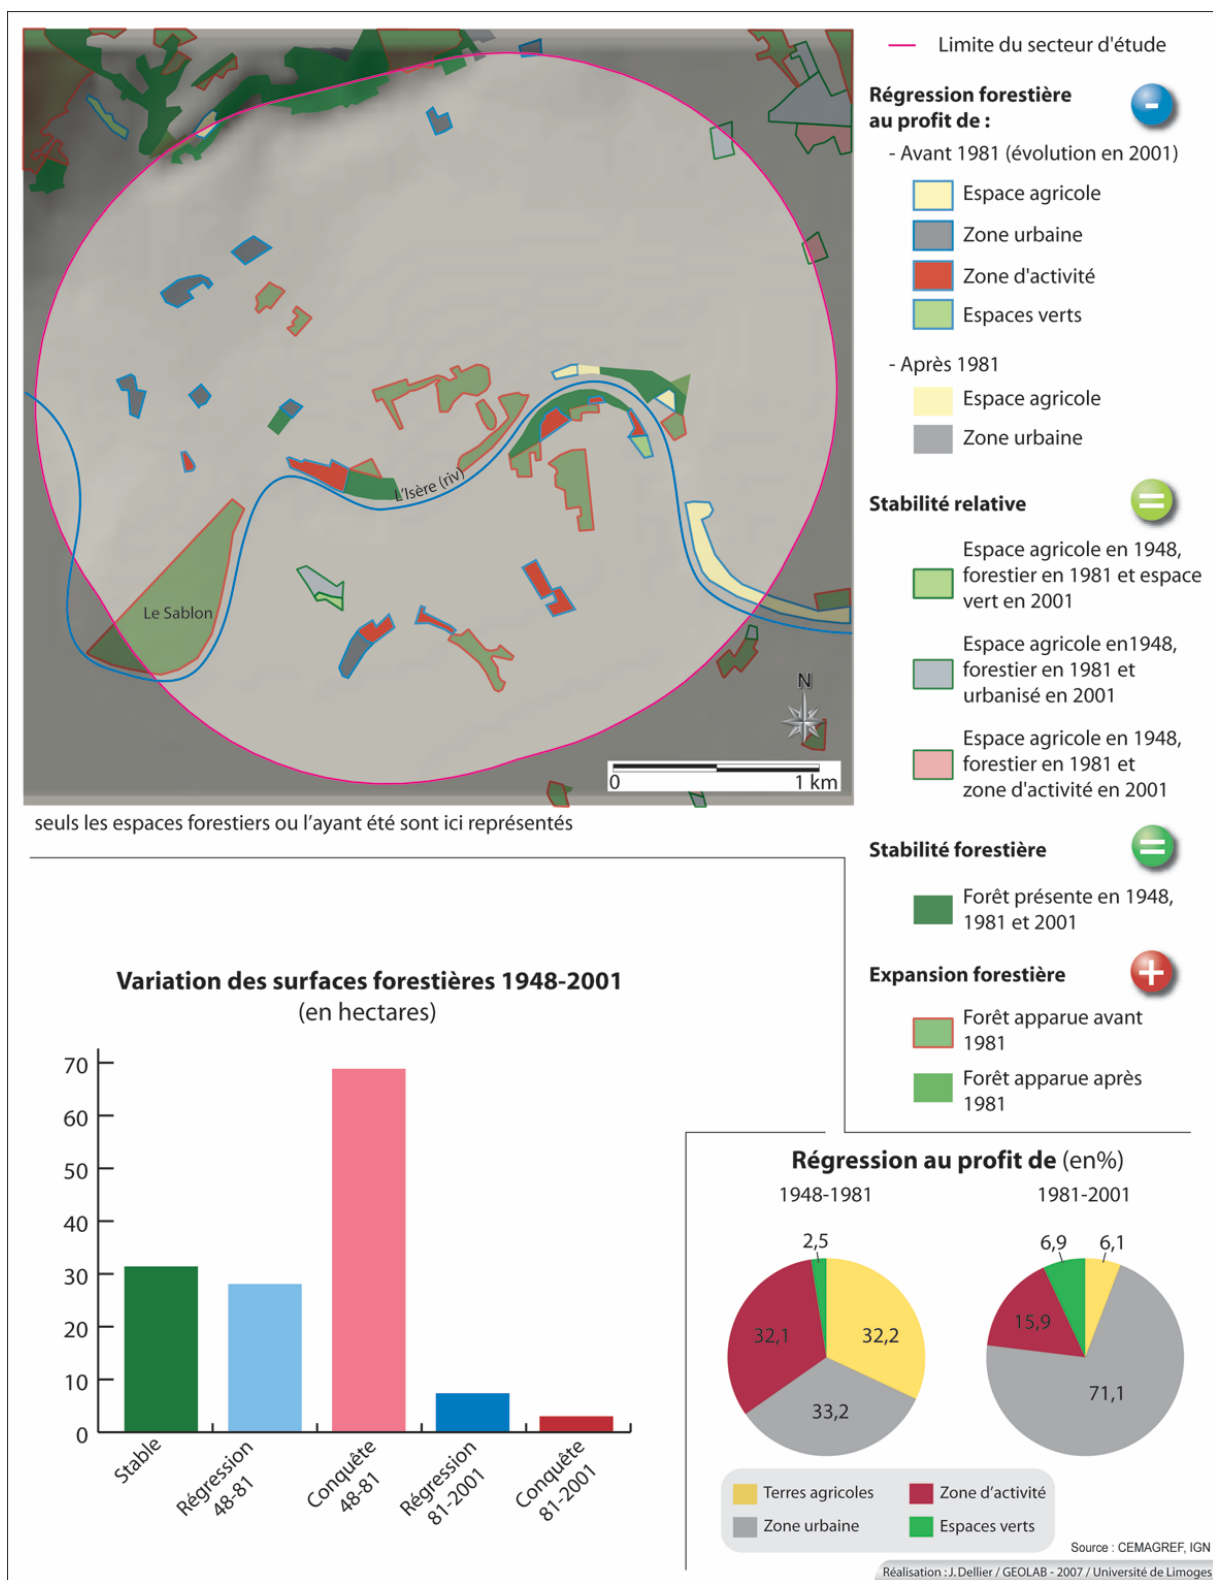 Limite du secteur d'étude
Régression forestière
au profit de :
-
- Avant 1981 (évolution en 2001)
Espace agricole
Zone urbaine
Zone d'activité
Espaces verts
- Après 1981
Espace agricole
Zone urbaine
Stabilité relative
=
Espace agricole en 1948,
forestier en 1981 et espace
vert en 2001
Espace agricole en1948,
forestier en 1981 et
urbanisé en 2001
Espace agricole en 1948,
forestier en 1981 et
zone d'activité en 2001
Stabilité forestière
=
Forêt présente en 1948,
1981 et 2001
Expansion forestière
+
Forêt apparue avant
1981
Forêt apparue après
1981
L'Isère (riv)
Le Sablon
N
0 1 km
seuls les espaces forestiers ou l'ayant été sont ici représentés
Variation des surfaces forestières 1948-2001
(en hectares)
70
60
50
40
30
20
10
0
Stable
Régression
48-81
Conquête
48-81
Régression
81-2001
Conquête
81-2001
Régression au profit de (en%)
1948-1981
2,5
32,1
32,2
33,2
1981-2001
6,9
6,1
15,9
71,1
Terres agricoles
Zone d'activité
Zone urbaine
Espaces verts
Source : CEMAGREF, IGN
Réalisation : J. Dellier / GEOLAB - 2007 / Université de Limoges